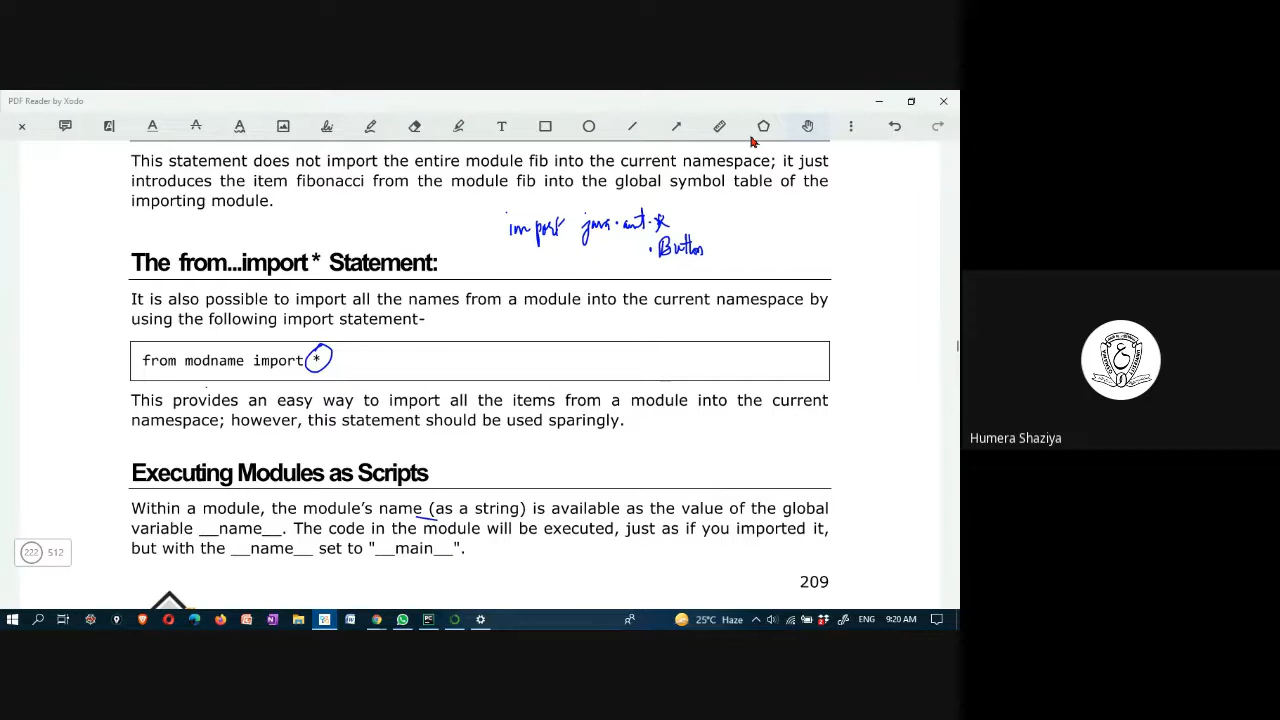 PDF Reader by Xodo
This statement does not import the entire module fib into the current namespace; it just
introduces the item fibonacci from the module fib into the global symbol table of the
importing module.
import java.awt.*
.Button
The from...import * Statement:
It is also possible to import all the names from a module into the current namespace by
using the following import statement-
from modname import *
This provides an easy way to import all the items from a module into the current
namespace; however, this statement should be used sparingly.
Executing Modules as Scripts
Within a module, the module’s name (as a string) is available as the value of the global
variable __name__. The code in the module will be executed, just as if you imported it,
but with the __name__ set to "__main__".
222 512
209
25°C Haze
ENG
9:20 AM
Humera Shaziya